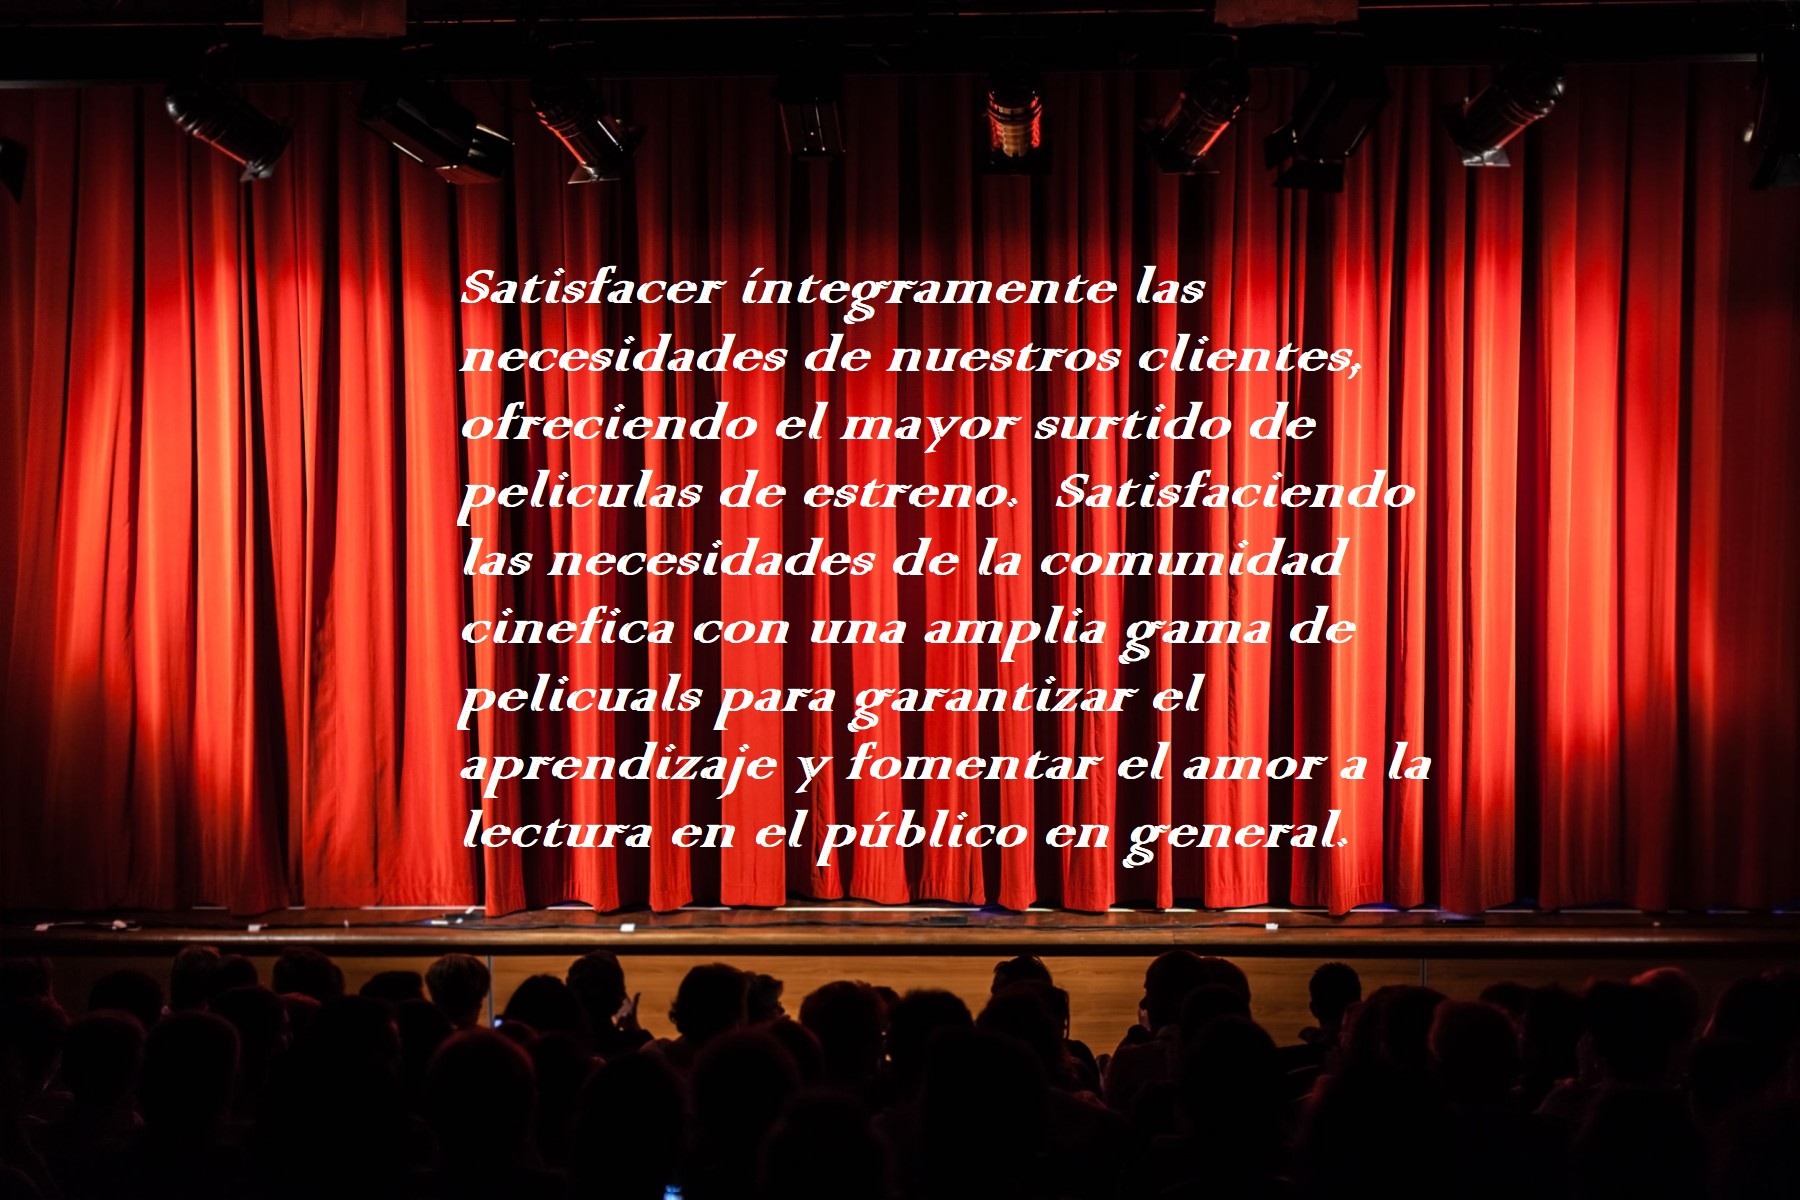 Satisfacer íntegramente las
necesidades de nuestros clientes,
ofreciendo el mayor surtido de
peliculas de estreno.  Satisfaciendo
las necesidades de la comunidad
cinefica con una amplia gama de
pelicuals para garantizar el
aprendizaje y fomentar el amor a la
lectura en el público en general.